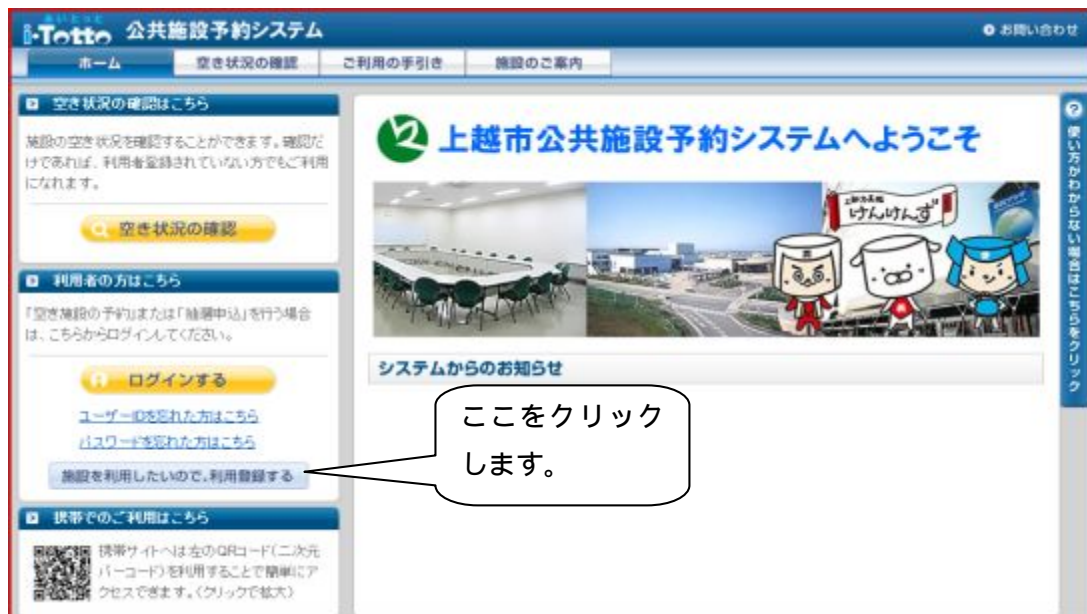 あいとっと
i-Totto 公共施設予約システム
お問い合わせ
ホーム 空き状況の確認 ご利用の手引き 施設のご案内
空き状況の確認はこちら
施設の空き状況を確認することができます。確認だ
けであれば、利用者登録されていない方でもご利用
になれます。
空き状況の確認
利用者の方はこちら
「空き施設の予約」または「抽選申込」を行う場合
は、こちらからログインしてください。
ログインする
ユーザーIDを忘れた方はこちら
パスワードを忘れた方はこちら
施設を利用したいので、利用登録する
携帯でのご利用はこちら
携帯サイトへは左のQRコード(二次元
バーコード)を利用することで簡単にア
クセスできます。(クリックで拡大)
上越市公共施設予約システムへようこそ
けんけんず
システムからのお知らせ
ここをクリック
します。
使い方がわからない場合はこちらをクリック